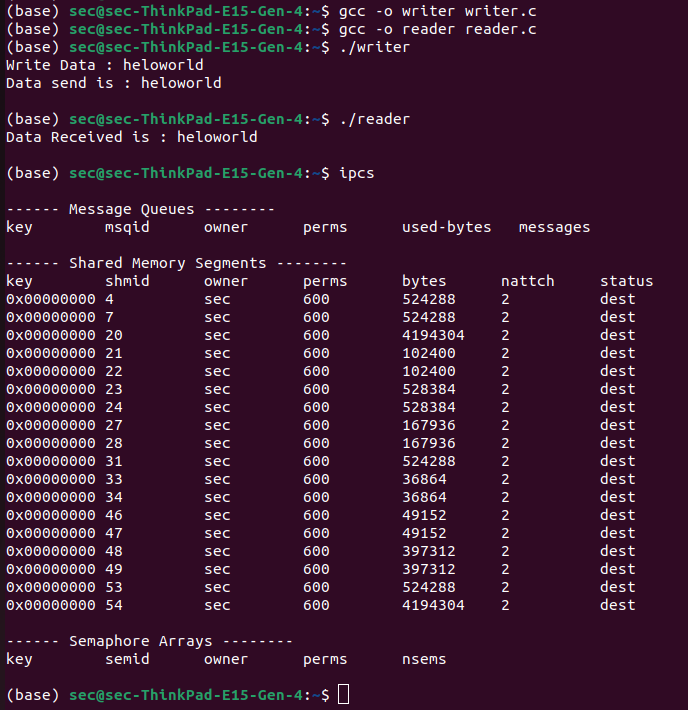 (base) sec@sec-ThinkPad-E15-Gen-4:~$ gcc -o writer writer.c
(base) sec@sec-ThinkPad-E15-Gen-4:~$ gcc -o reader reader.c
(base) sec@sec-ThinkPad-E15-Gen-4:~$ ./writer
Write Data : heloworld
Data send is : heloworld
(base) sec@sec-ThinkPad-E15-Gen-4:~$ ./reader
Data Received is : heloworld
(base) sec@sec-ThinkPad-E15-Gen-4:~$ ipcs
------ Message Queues --------
key        msqid      owner      perms      used-bytes   messages
------ Shared Memory Segments --------
key        shmid      owner      perms      bytes      nattch     status
0x00000000 4          sec        600        524288     2          dest
0x00000000 7          sec        600        524288     2          dest
0x00000000 20         sec        600        4194304    2          dest
0x00000000 21         sec        600        102400     2          dest
0x00000000 22         sec        600        102400     2          dest
0x00000000 23         sec        600        528384     2          dest
0x00000000 24         sec        600        528384     2          dest
0x00000000 27         sec        600        167936     2          dest
0x00000000 28         sec        600        167936     2          dest
0x00000000 31         sec        600        524288     2          dest
0x00000000 33         sec        600        36864      2          dest
0x00000000 34         sec        600        36864      2          dest
0x00000000 46         sec        600        49152      2          dest
0x00000000 47         sec        600        49152      2          dest
0x00000000 48         sec        600        397312     2          dest
0x00000000 49         sec        600        397312     2          dest
0x00000000 53         sec        600        524288     2          dest
0x00000000 54         sec        600        4194304    2          dest
------ Semaphore Arrays --------
key        semid      owner      perms      nsems
(base) sec@sec-ThinkPad-E15-Gen-4:~$